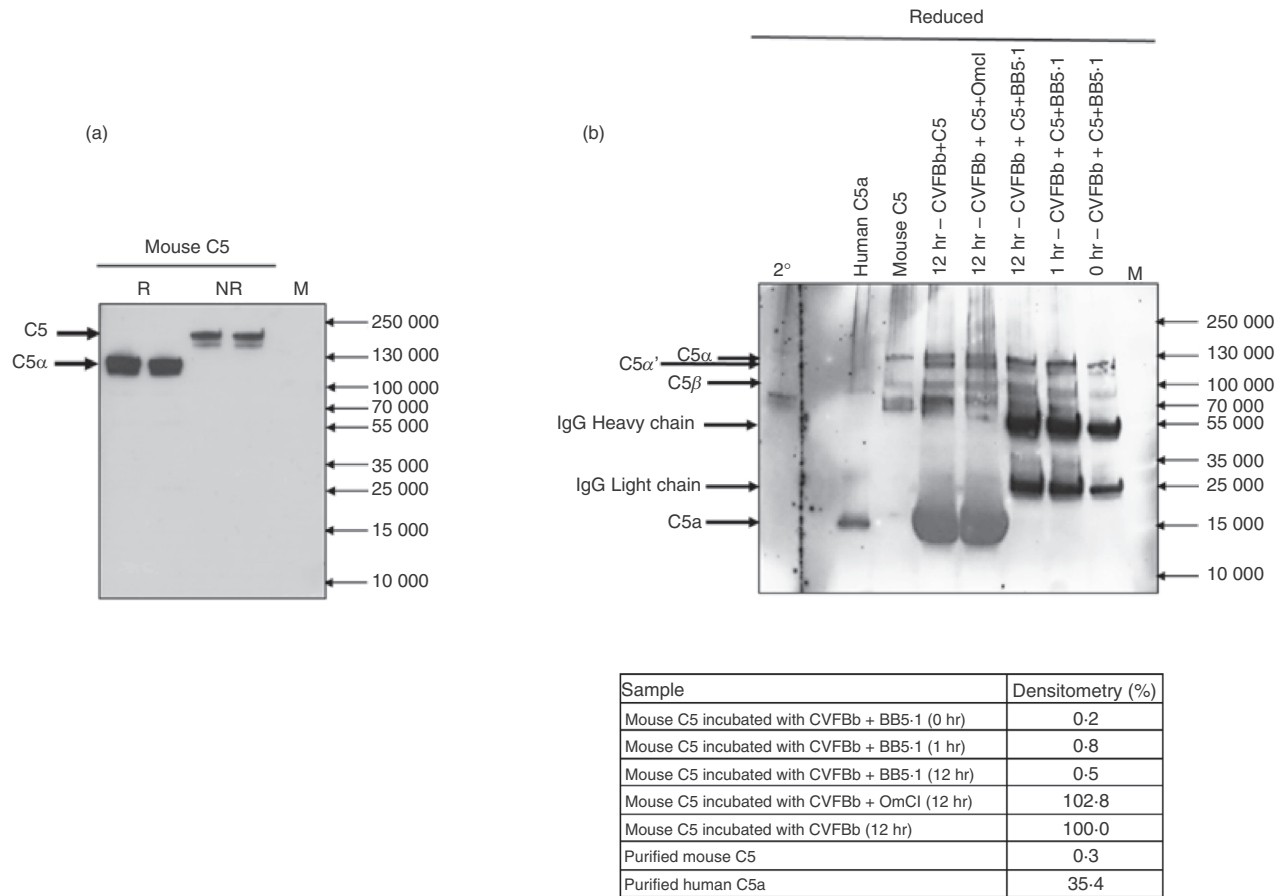 (a)
Mouse C5
R NR M
C5
C5α
250 000
130 000
100 000
70 000
55 000
35 000
25 000
15 000
10 000
(b)
Reduced
2°
Human C5a
Mouse C5
12 hr – CVFBb+C5
12 hr – CVFBb + C5+OmcI
12 hr – CVFBb + C5+BB5·1
1 hr – CVFBb + C5+BB5·1
0 hr – CVFBb + C5+BB5·1
M
C5α
C5α’
C5β
IgG Heavy chain
IgG Light chain
C5a
250 000
130 000
100 000
70 000
55 000
35 000
25 000
15 000
10 000
Sample Densitometry (%)
Mouse C5 incubated with CVFBb + BB5·1 (0 hr) 0·2
Mouse C5 incubated with CVFBb + BB5·1 (1 hr) 0·8
Mouse C5 incubated with CVFBb + BB5·1 (12 hr) 0·5
Mouse C5 incubated with CVFBb + OmCI (12 hr) 102·8
Mouse C5 incubated with CVFBb (12 hr) 100·0
Purified mouse C5 0·3
Purified human C5a 35·4